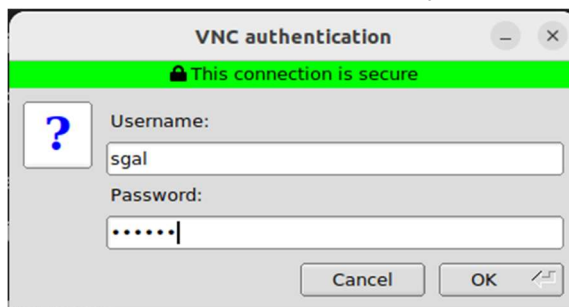 VNC authentication
This connection is secure
?
Username:
sgal
Password:
••••••
Cancel OK